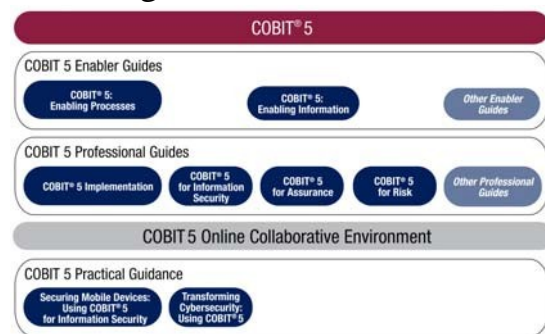 COBIT® 5
COBIT 5 Enabler Guides
COBIT® 5:
Enabling Processes
COBIT® 5:
Enabling Information
Other Enabler
Guides
COBIT 5 Professional Guides
COBIT® 5 Implementation
COBIT® 5
for Information
Security
COBIT® 5
for Assurance
COBIT® 5
for Risk
Other Professional
Guides
COBIT 5 Online Collaborative Environment
COBIT 5 Practical Guidance
Securing Mobile Devices:
Using COBIT® 5
for Information Security
Transforming
Cybersecurity:
Using COBIT® 5